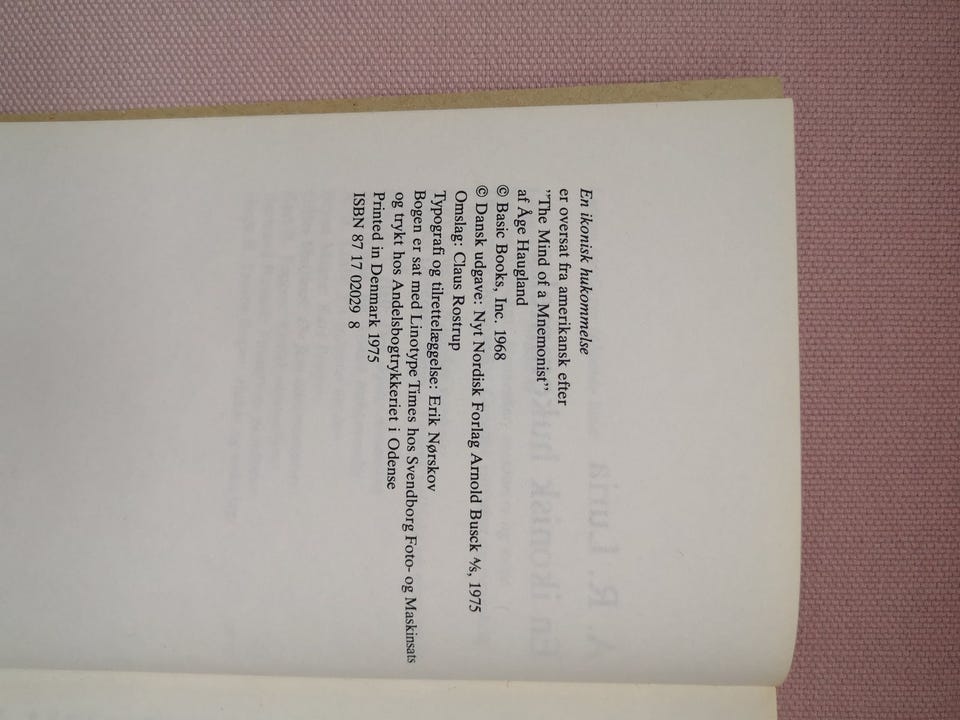 En ikonisk hukommelse
er oversat fra amerikansk efter
”The Mind of a Mnemonist”
af Åge Haugland
© Basic Books, Inc. 1968
© Dansk udgave: Nyt Nordisk Forlag Arnold Busck A/s, 1975
Omslag: Claus Rostrup
Typografi og tilrettelæggelse: Erik Nørskov
Bogen er sat med Linotype Times hos Svendborg Foto- og Maskinsats
og trykt hos Andelsbogtrykkeriet i Odense
Printed in Denmark 1975
ISBN 87 17 02029 8